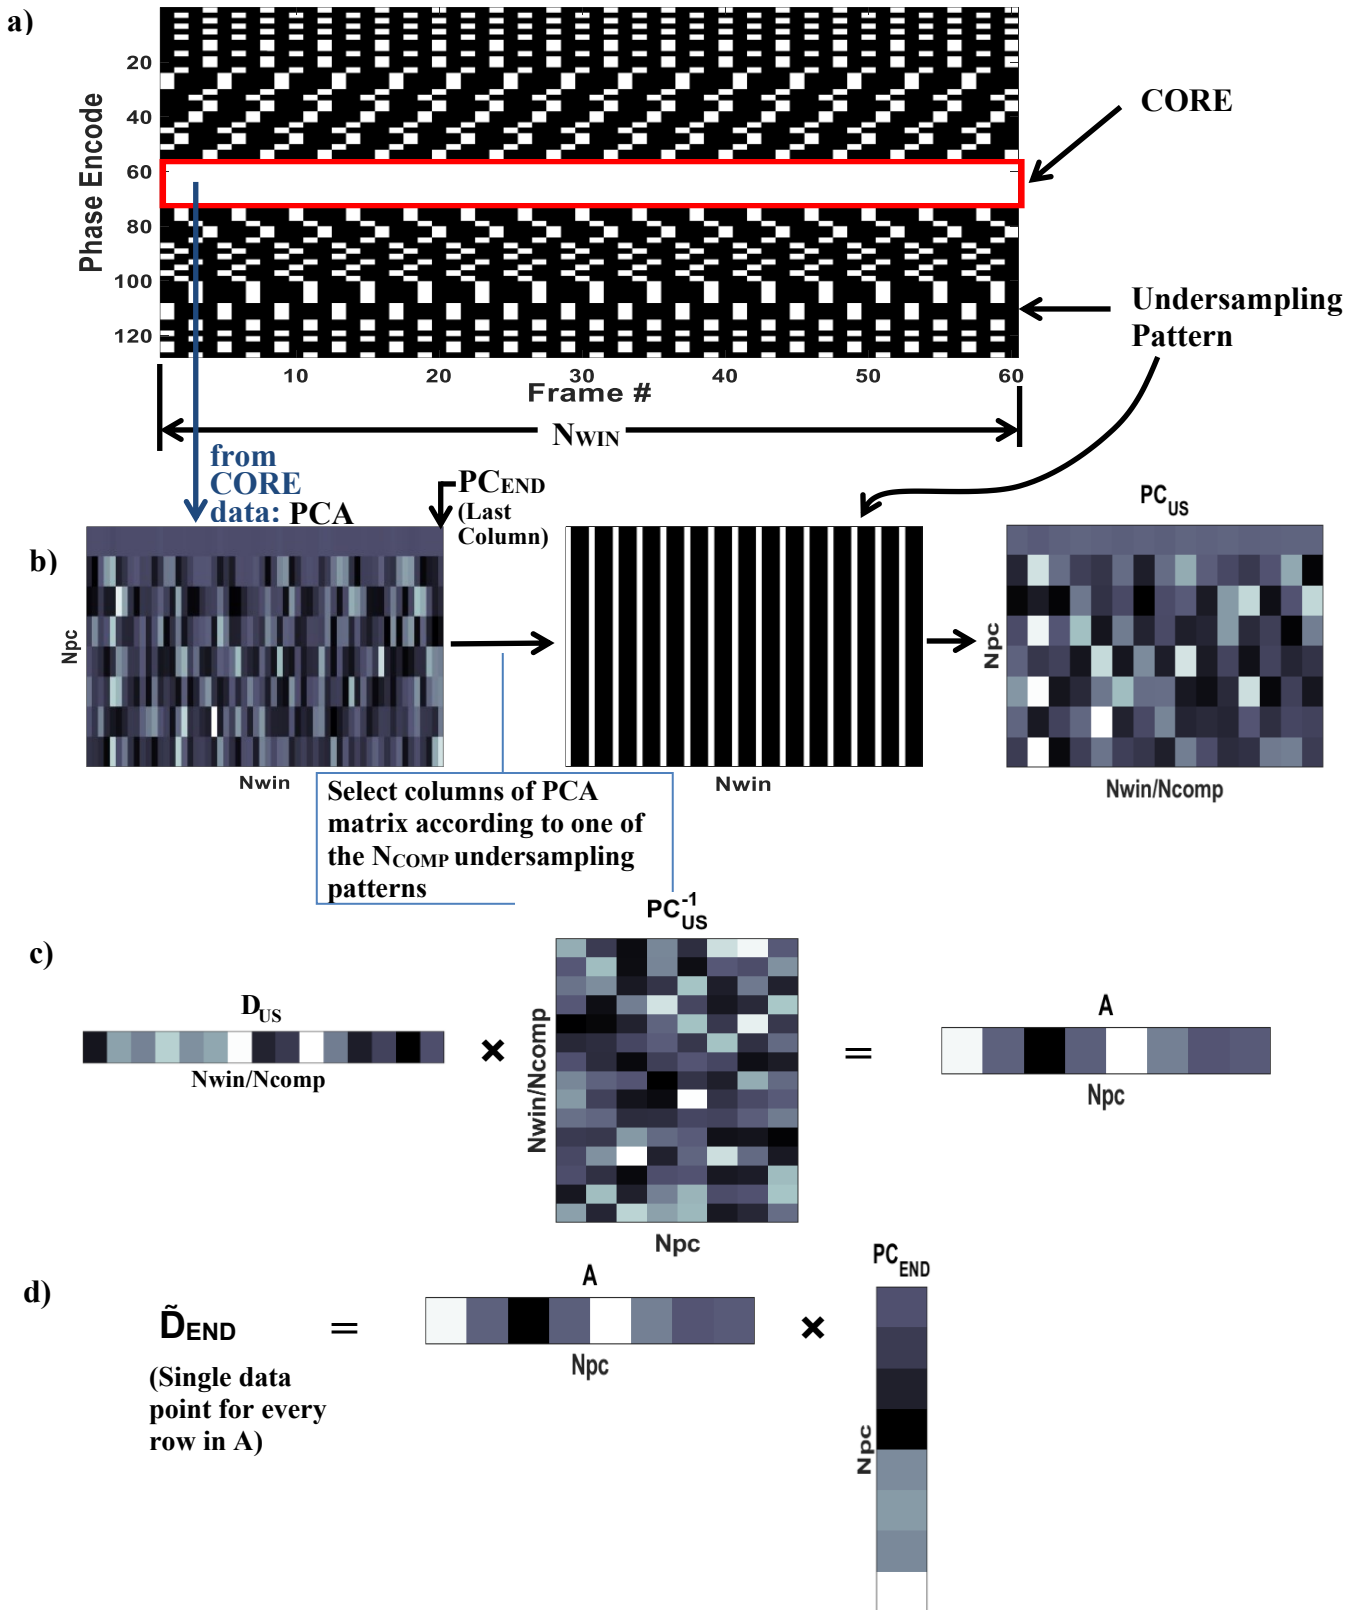 a)
20
40
60
80
100
120
Phase Encode
CORE
10 20 30 40 50 60
Frame #
NWIN
Undersampling
Pattern
from
CORE
data: PCA
PCEND
(Last
Column)
b)
Npc
Nwin
Nwin
PCUS
Npc
Nwin/Ncomp
Select columns of PCA
matrix according to one of
the NCOMP undersampling
patterns
c)
DUS
Nwin/Ncomp
×
PCUS-1
Nwin/Ncomp
Npc
=
A
Npc
d)
D̃END
=
A
Npc
×
PCEND
Npc
(Single data
point for every
row in A)